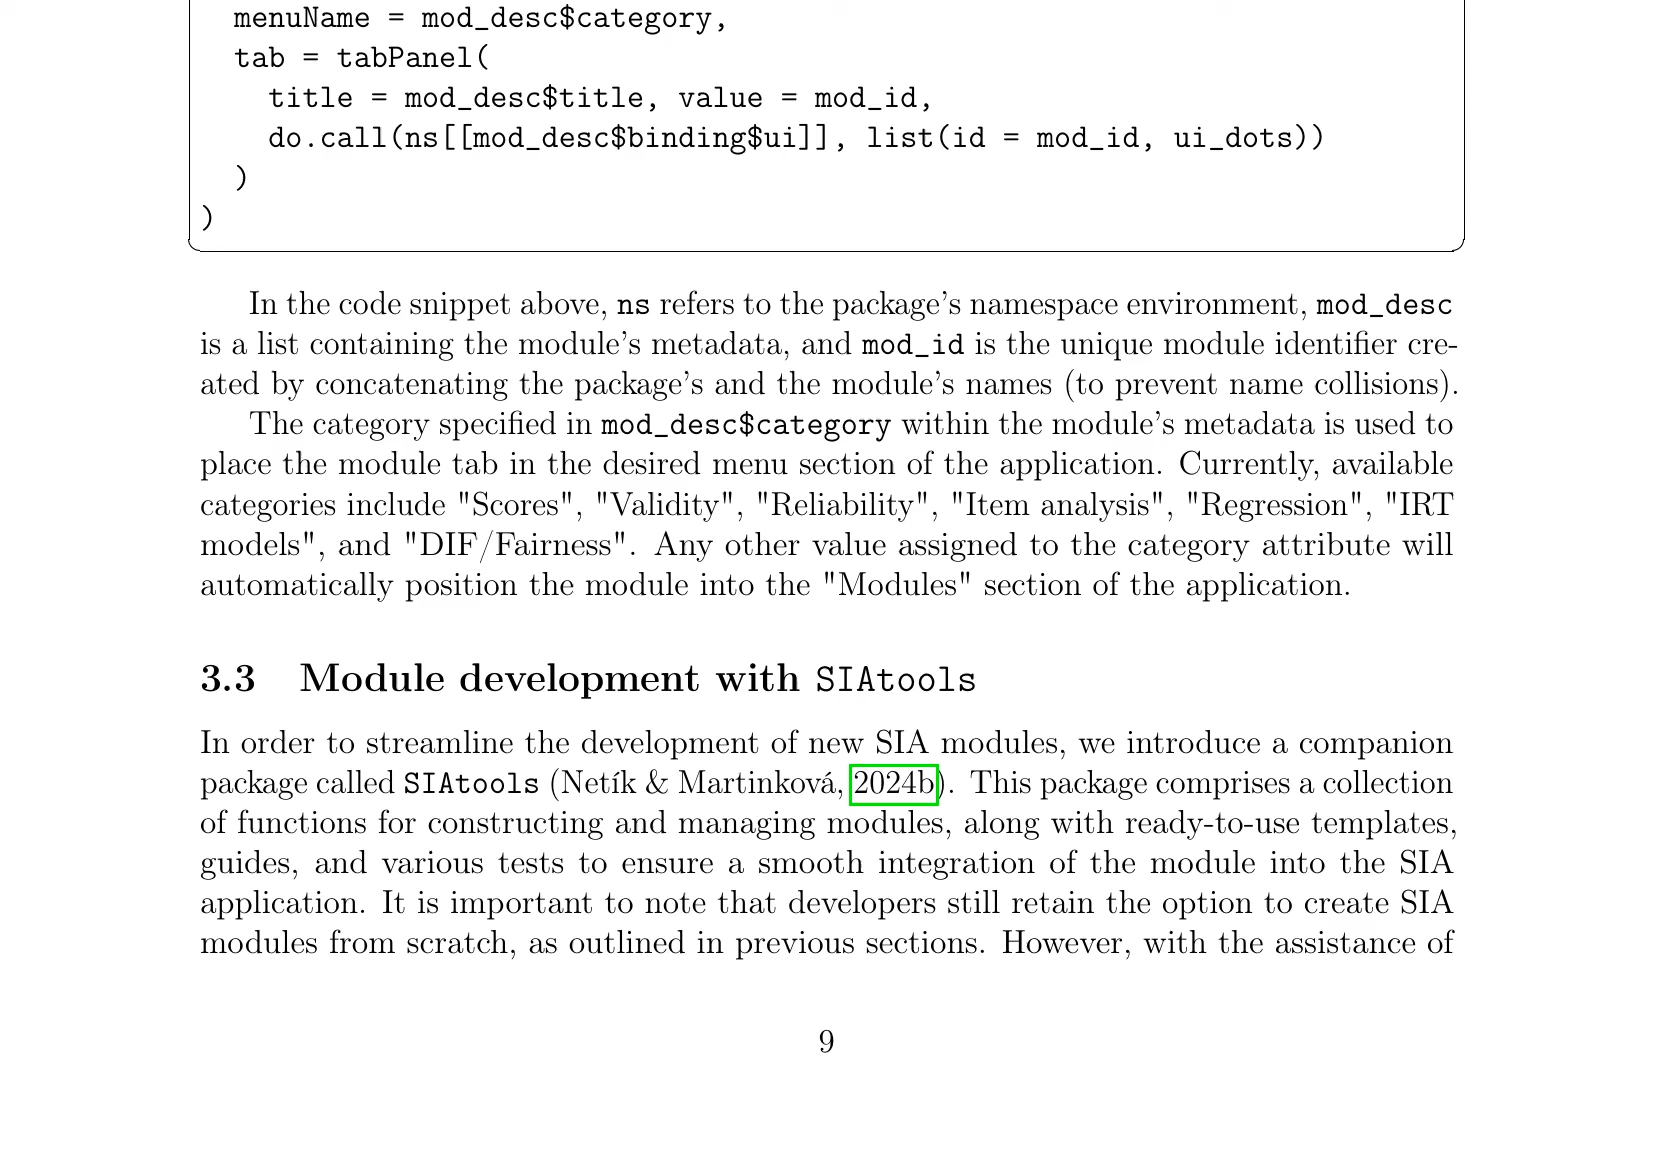 menuName = mod_desc$category,
tab = tabPanel(
title = mod_desc$title, value = mod_id,
do.call(ns[[mod_desc$binding$ui]], list(id = mod_id, ui_dots))
)
)
In the code snippet above, ns refers to the package's namespace environment, mod_desc
is a list containing the module's metadata, and mod_id is the unique module identifier cre-
ated by concatenating the package's and the module's names (to prevent name collisions).
The category specified in mod_desc$category within the module's metadata is used to
place the module tab in the desired menu section of the application. Currently, available
categories include "Scores", "Validity", "Reliability", "Item analysis", "Regression", "IRT
models", and "DIF/Fairness". Any other value assigned to the category attribute will
automatically position the module into the "Modules" section of the application.
3.3 Module development with SIAtools
In order to streamline the development of new SIA modules, we introduce a companion
package called SIAtools (Netík & Martinková, 2024b). This package comprises a collection
of functions for constructing and managing modules, along with ready-to-use templates,
guides, and various tests to ensure a smooth integration of the module into the SIA
application. It is important to note that developers still retain the option to create SIA
modules from scratch, as outlined in previous sections. However, with the assistance of
9